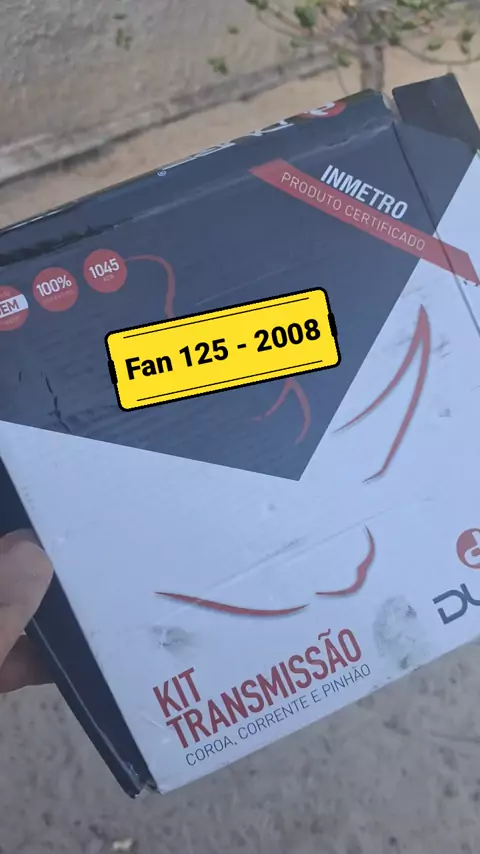 INMETRO
PRODUTO CERTIFICADO
100%
1045
Fan 125 - 2008
KIT
TRANSMISSÃO
COROA, CORRENTE E PINHÃO